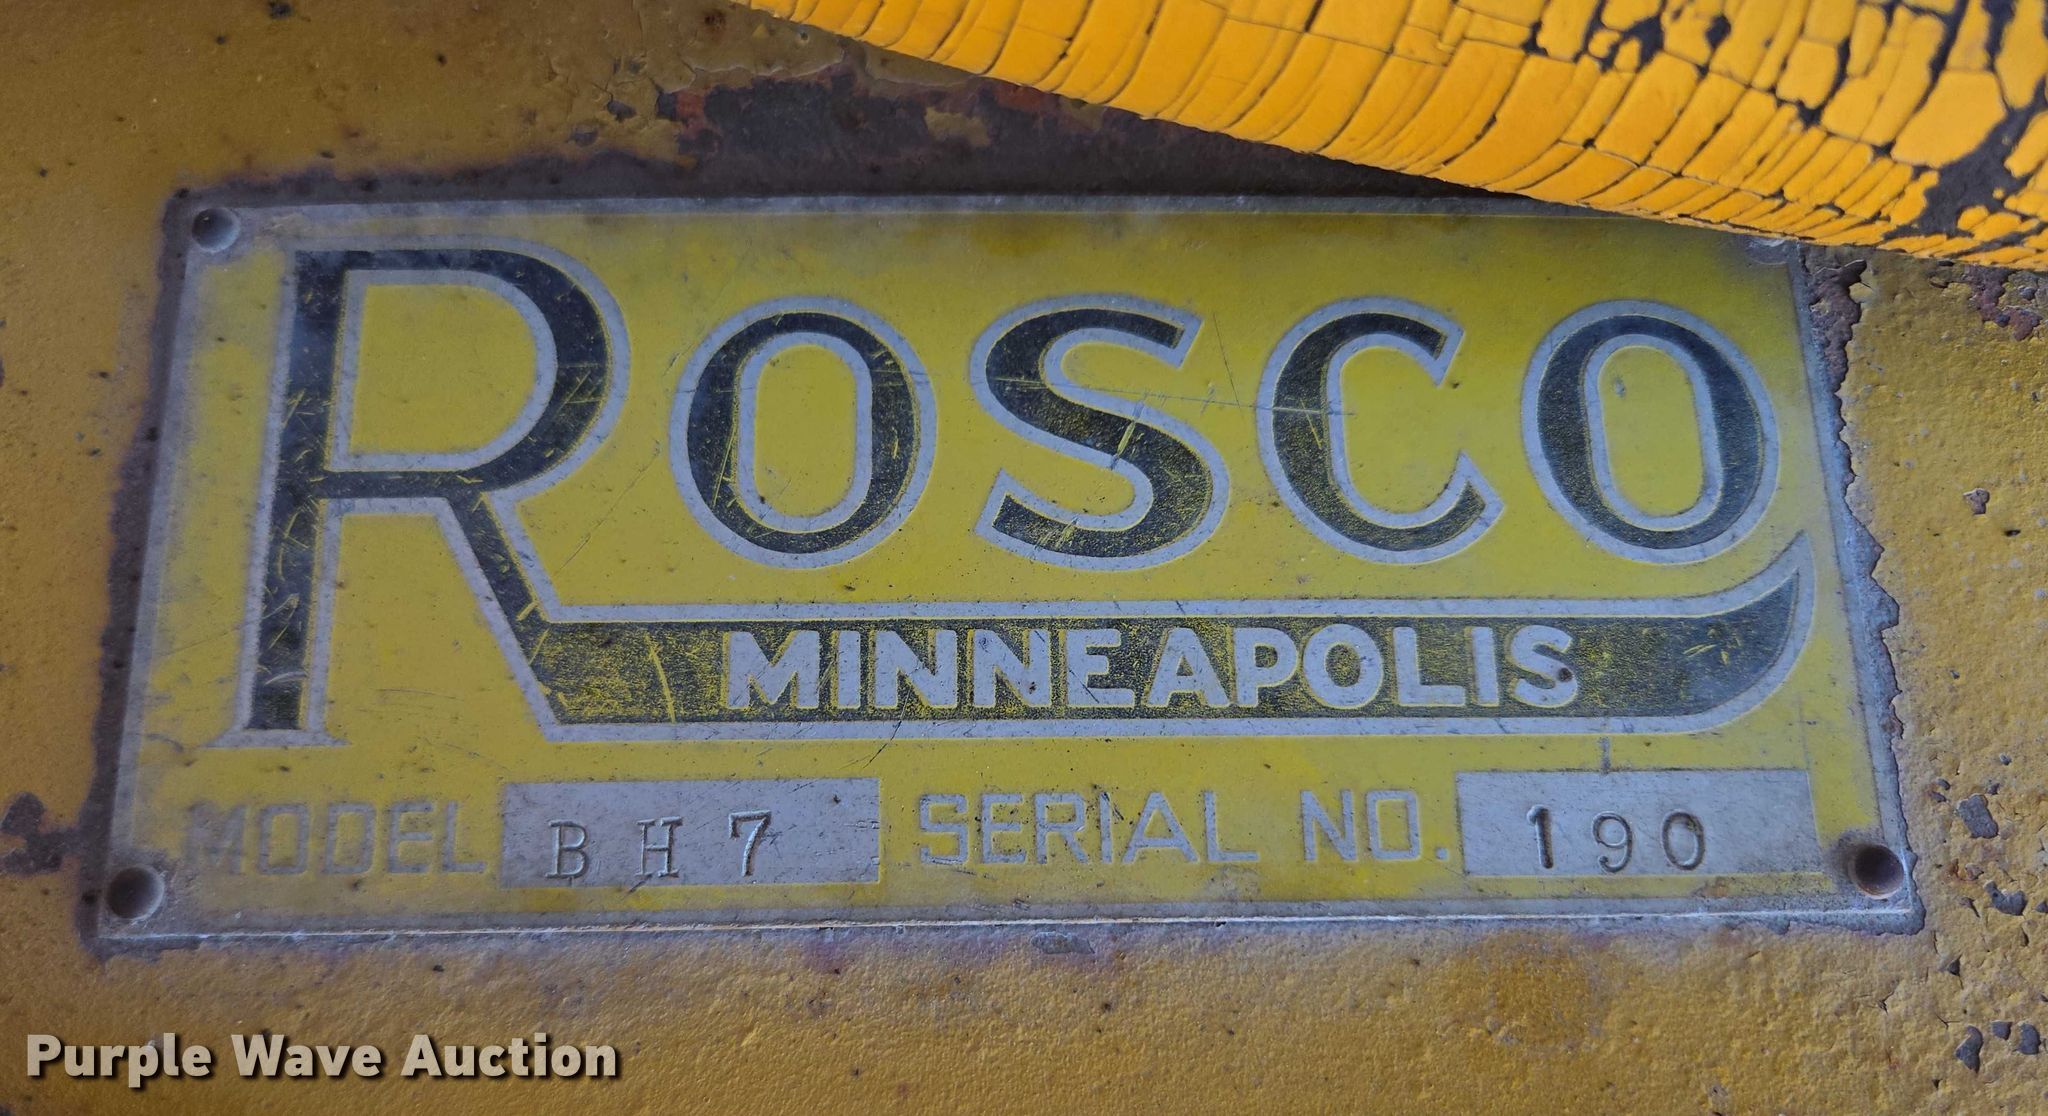 ROSCO
MINNEAPOLIS
MODEL BH7 SERIAL NO. 190
Purple Wave Auction